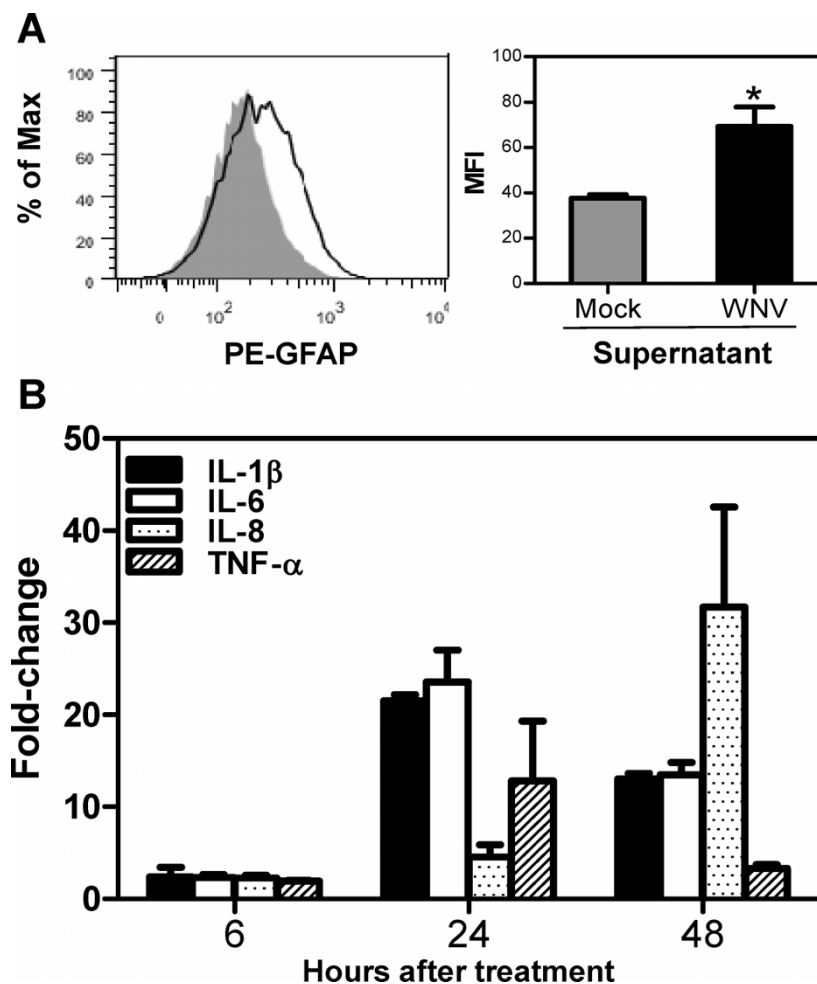 A
% of Max
100
80
60
40
20
0
0 10² 10³ 10⁴
PE-GFAP
MFI
100
80
60
40
20
0
*
Mock WNV
Supernatant
B
Fold-change
50
40
30
20
10
0
IL-1β
IL-6
IL-8
TNF-α
6 24 48
Hours after treatment